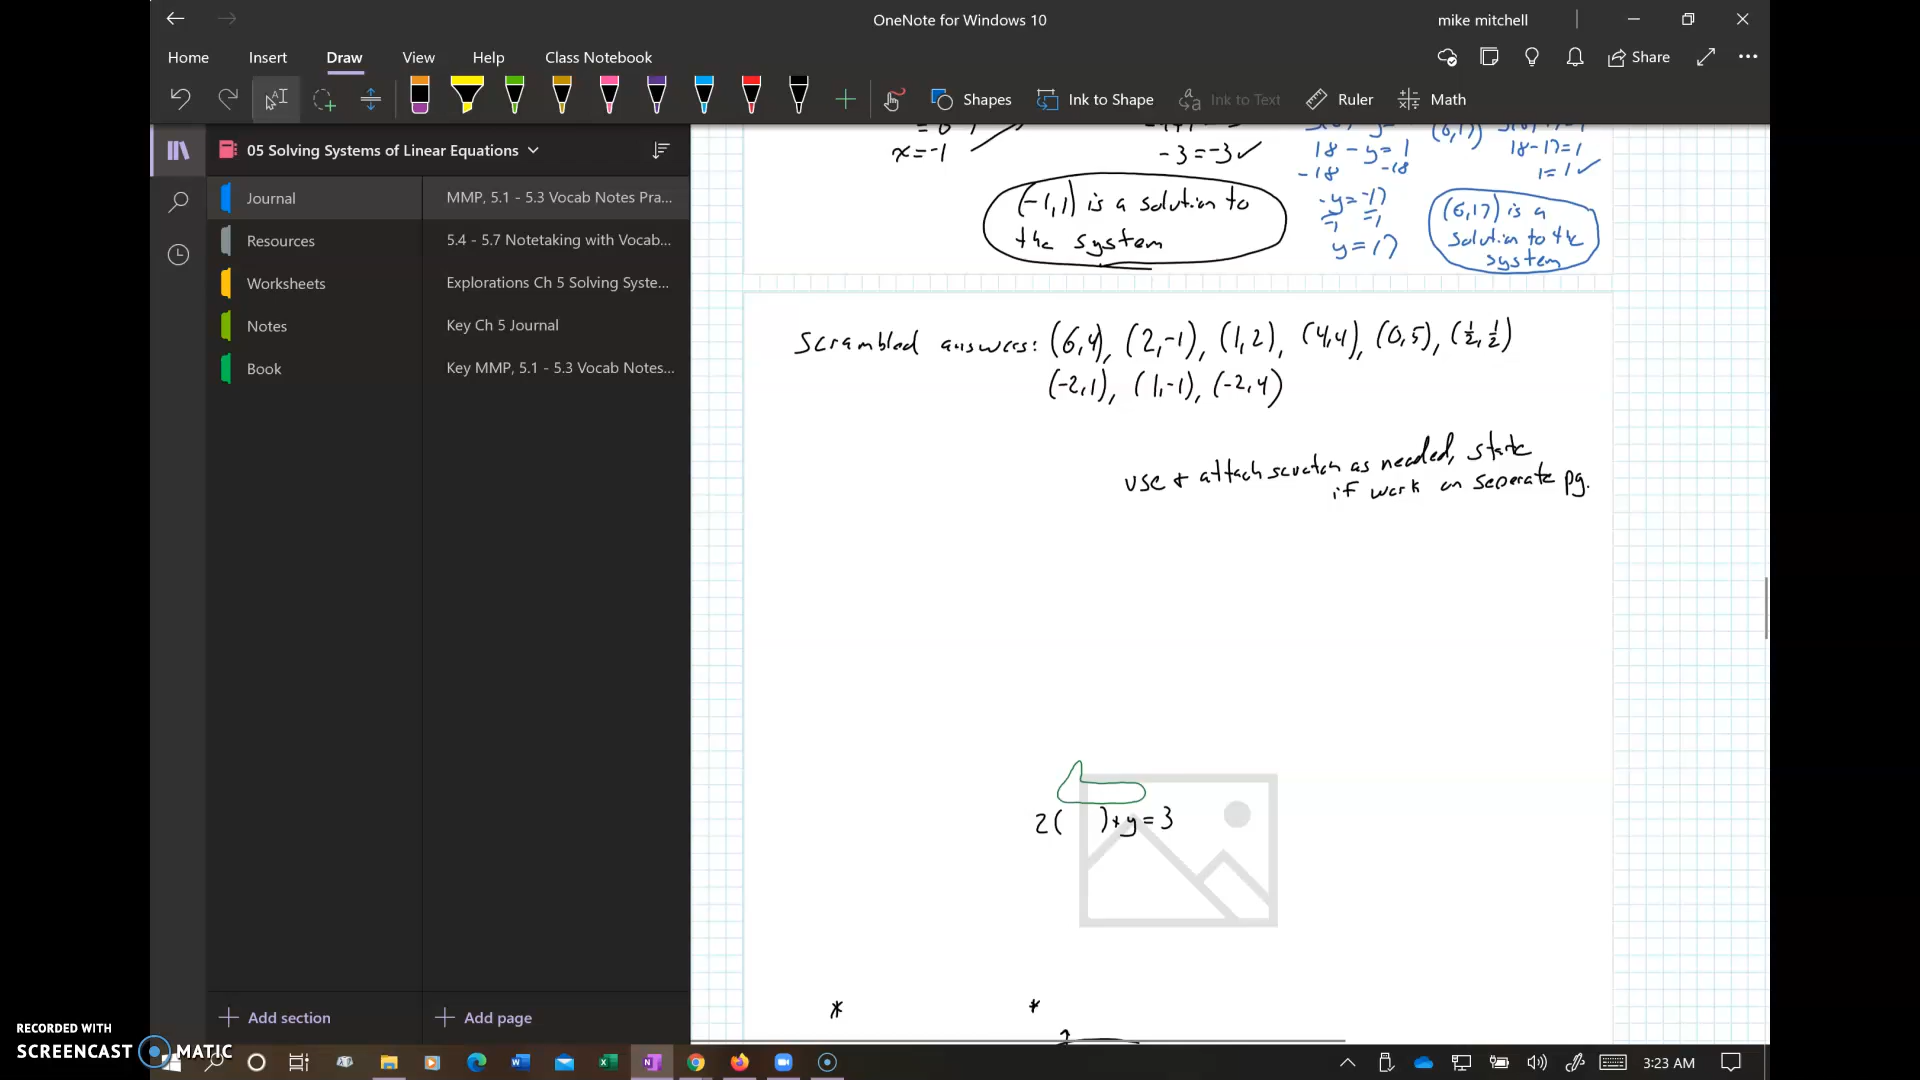 OneNote for Windows 10
mike mitchell
Home Insert Draw View Help Class Notebook
Share
Shapes Ink to Shape Ink to Text Ruler Math
05 Solving Systems of Linear Equations
Journal
Resources
Worksheets
Notes
Book
MMP, 5.1 - 5.3 Vocab Notes Pra...
5.4 - 5.7 Notetaking with Vocab...
Explorations Ch 5 Solving Syste...
Key Ch 5 Journal
Key MMP, 5.1 - 5.3 Vocab Notes...
Add section
Add page
x=-1
-3=-3✓
(-1,1) is a solution to
the system
18-y=1
-18 -18
-y=-17
-1 -1
y=17
(6,17)
18-17=1
1=1✓
(6,17) is a
solution to the
system
Scrambled answers: (6,4), (2,-1), (1,2), (4,4), (0,5), (½,½)
(-2,1), (1,-1), (-2,4)
use + attach scratch as needed, state
if work on seperate pg.
2( )+y=3
*
*
RECORDED WITH
SCREENCAST MATIC
3:23 AM